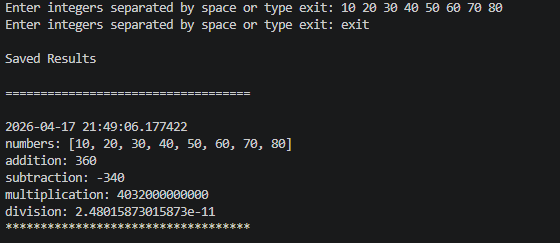 Enter integers separated by space or type exit: 10 20 30 40 50 60 70 80
Enter integers separated by space or type exit: exit
Saved Results
===================================
2026-04-17 21:49:06.177422
numbers: [10, 20, 30, 40, 50, 60, 70, 80]
addition: 360
subtraction: -340
multiplication: 4032000000000
division: 2.48015873015873e-11
***********************************